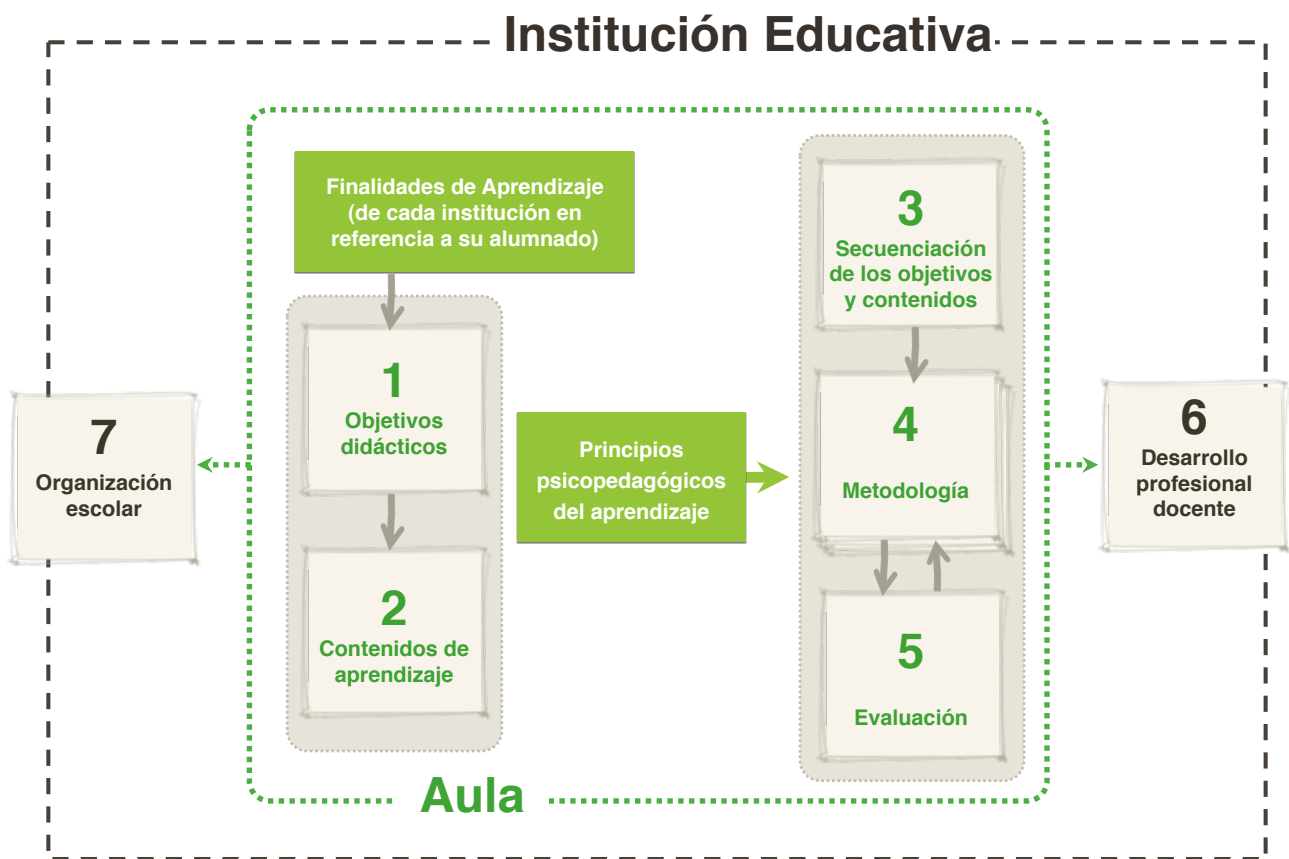 Institución Educativa
Finalidades de Aprendizaje
(de cada institución en
referencia a su alumnado)
1
Objetivos
didácticos
2
Contenidos de
aprendizaje
Principios
psicopedagógicos
del aprendizaje
3
Secuenciación
de los objetivos
y contenidos
4
Metodología
5
Evaluación
6
Desarrollo
profesional
docente
7
Organización
escolar
Aula